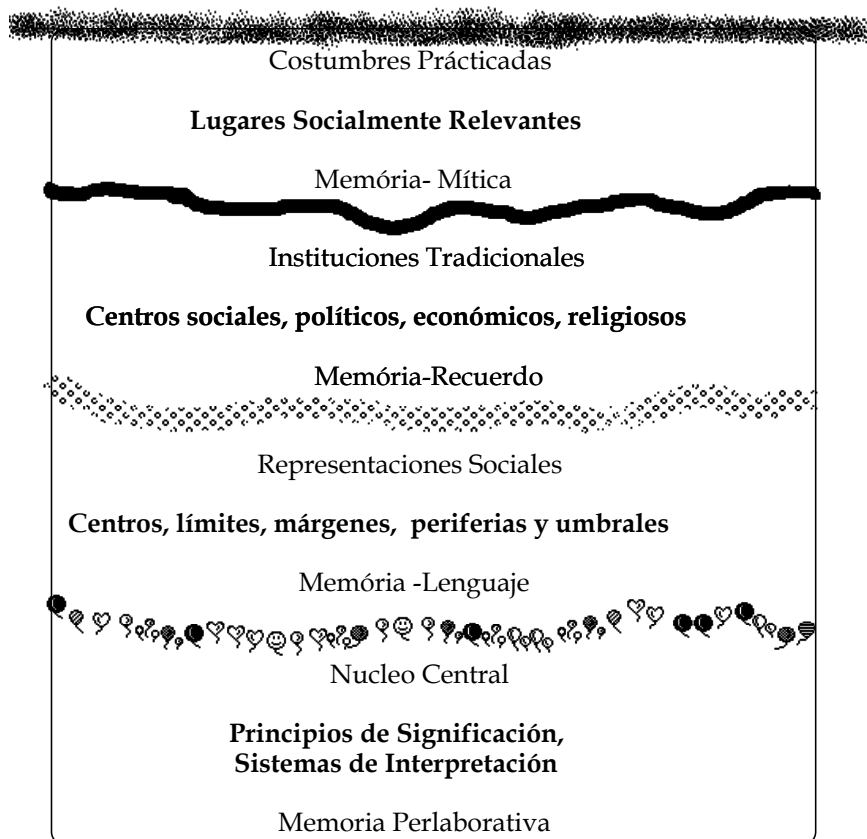 Costumbres Prácticadas
Lugares Socialmente Relevantes
Memória- Mítica
Instituciones Tradicionales
Centros sociales, políticos, económicos, religiosos
Memória-Recuerdo
Representaciones Sociales
Centros, límites, márgenes,  periferias y umbrales
Memória -Lenguaje
Nucleo Central
Principios de Significación,
Sistemas de Interpretación
Memoria Perlaborativa